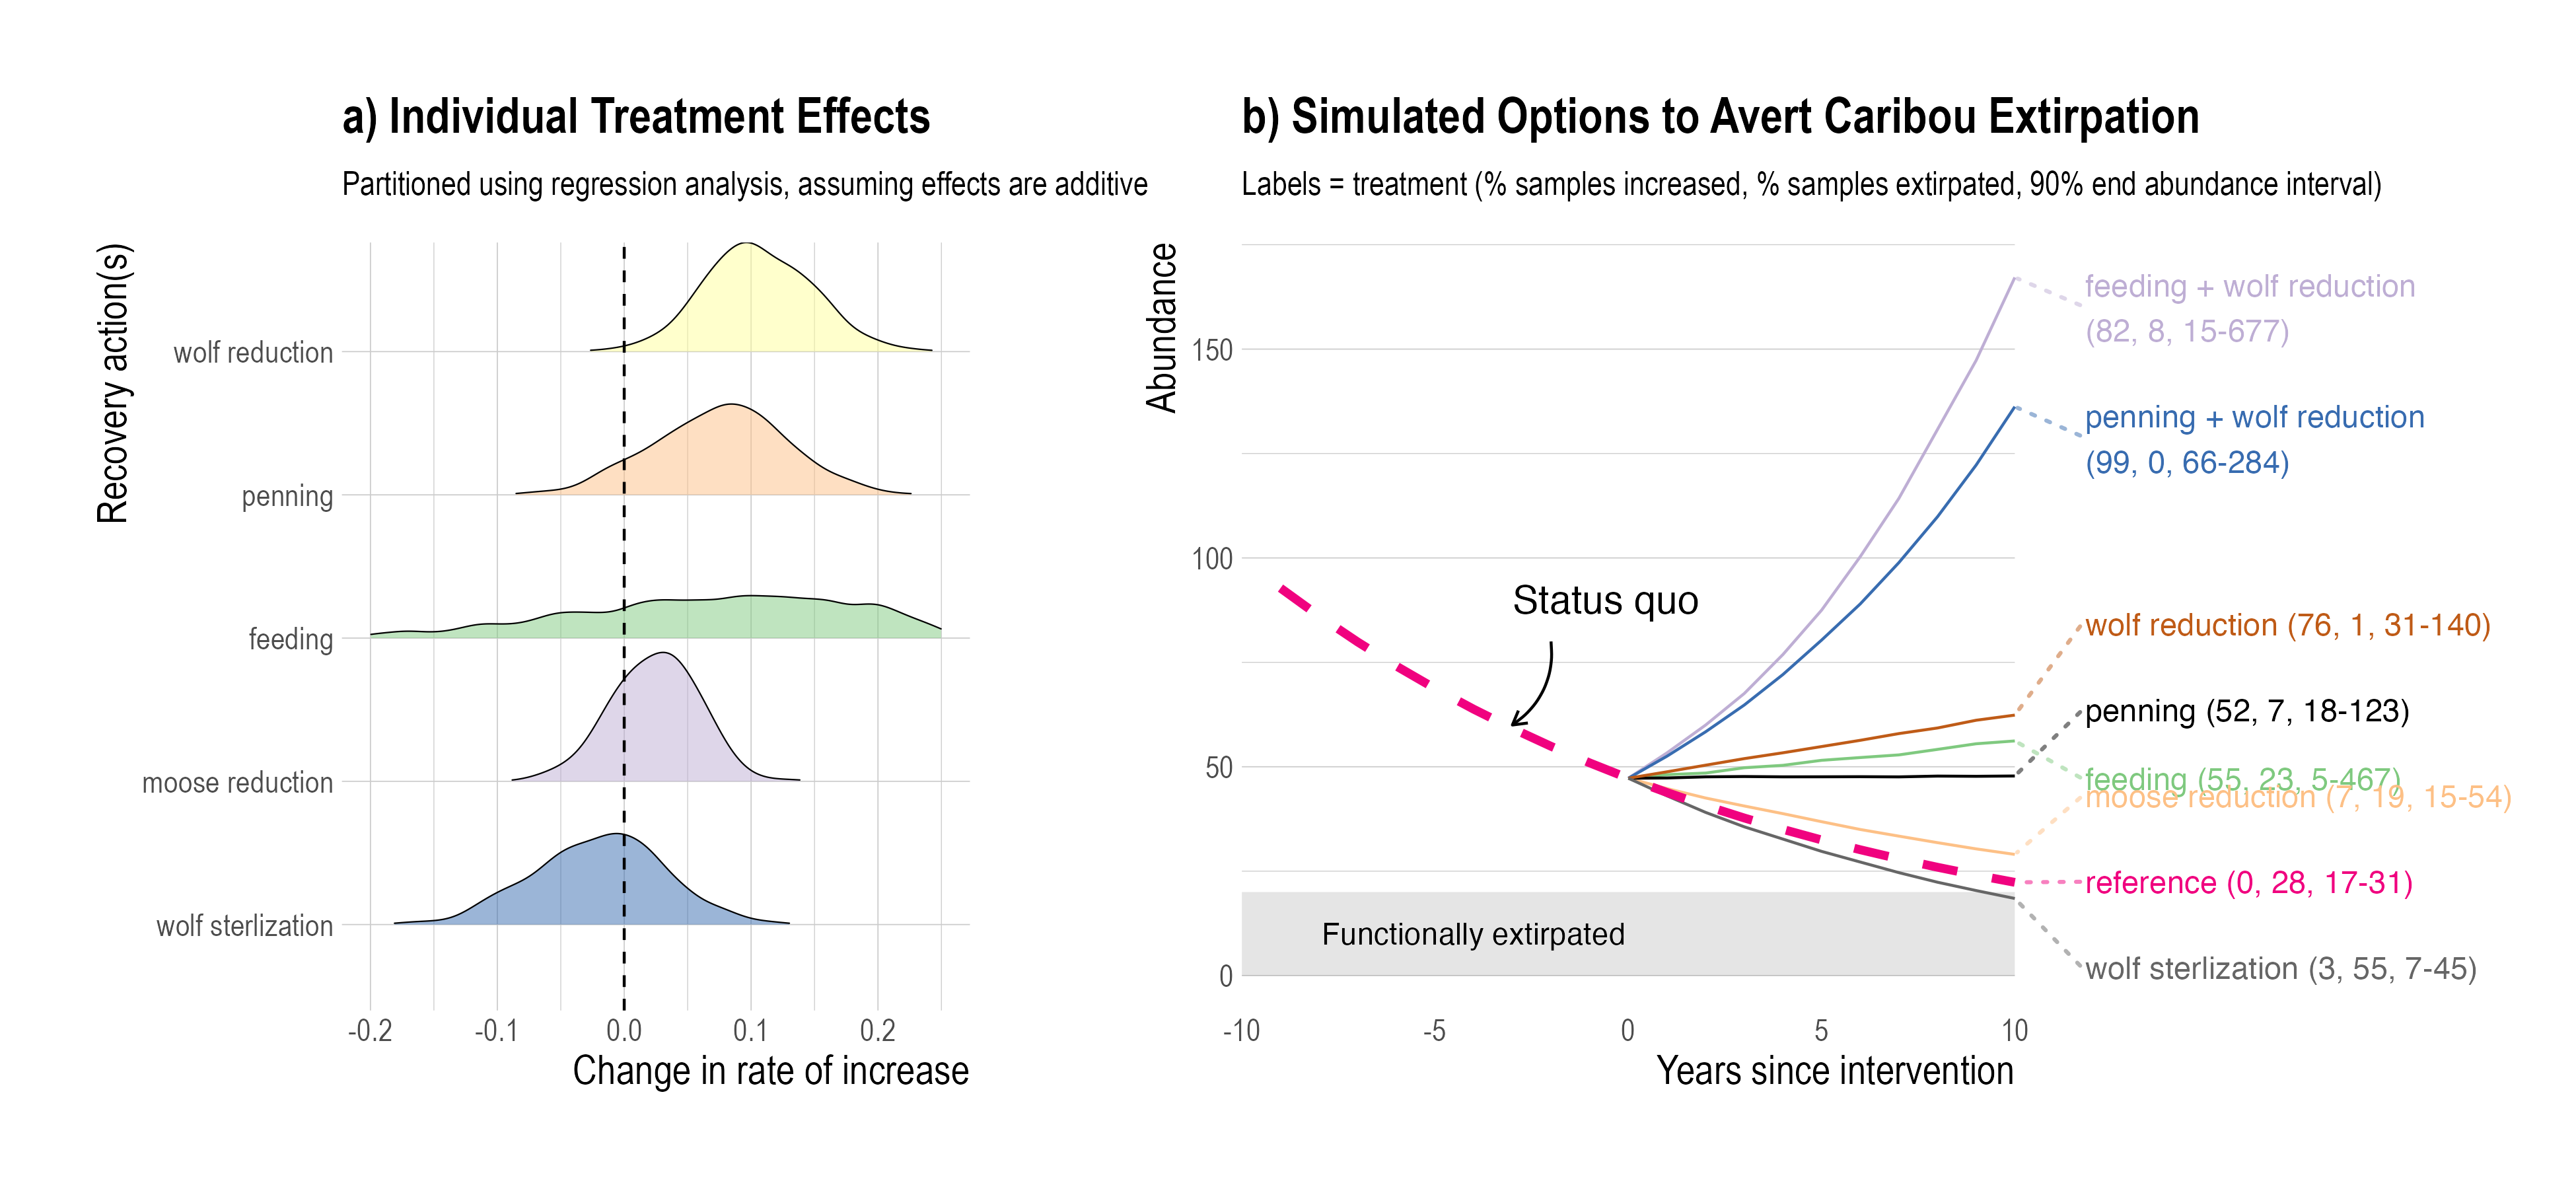 a) Individual Treatment Effects
Partitioned using regression analysis, assuming effects are additive
Recovery action(s)
wolf reduction
penning
feeding
moose reduction
wolf sterlization
-0.2
-0.1
0.0
0.1
0.2
Change in rate of increase
b) Simulated Options to Avert Caribou Extirpation
Labels = treatment (% samples increased, % samples extirpated, 90% end abundance interval)
Abundance
150
100
50
0
Status quo
Functionally extirpated
feeding + wolf reduction
(82, 8, 15-677)
penning + wolf reduction
(99, 0, 66-284)
wolf reduction (76, 1, 31-140)
penning (52, 7, 18-123)
feeding (55, 23, 5-467)
moose reduction (7, 19, 15-54)
reference (0, 28, 17-31)
wolf sterlization (3, 55, 7-45)
-10
-5
0
5
10
Years since intervention